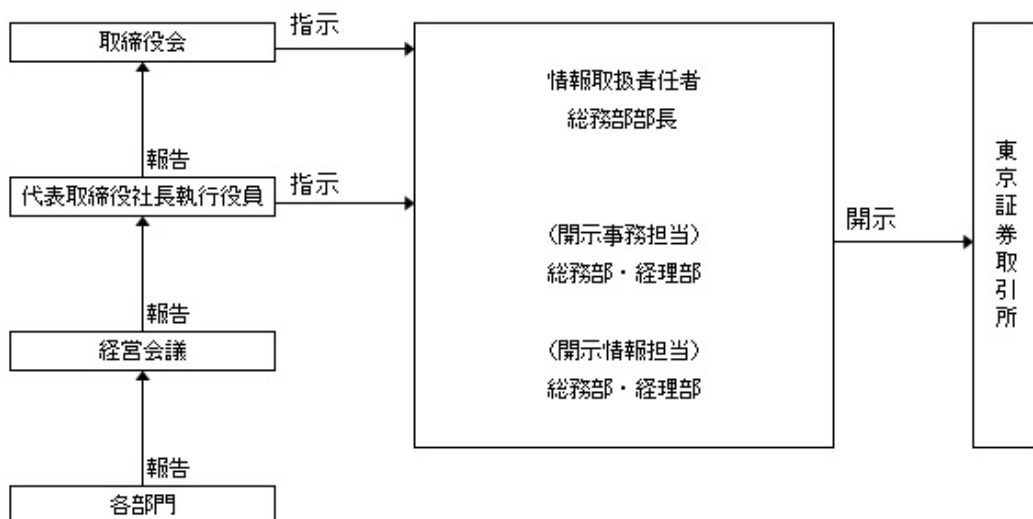 取締役会
指示
報告
代表取締役社長執行役員
指示
報告
経営会議
報告
各部門
情報取扱責任者
総務部部長
(開示事務担当)
総務部・経理部
(開示情報担当)
総務部・経理部
開示
東京証券取引所